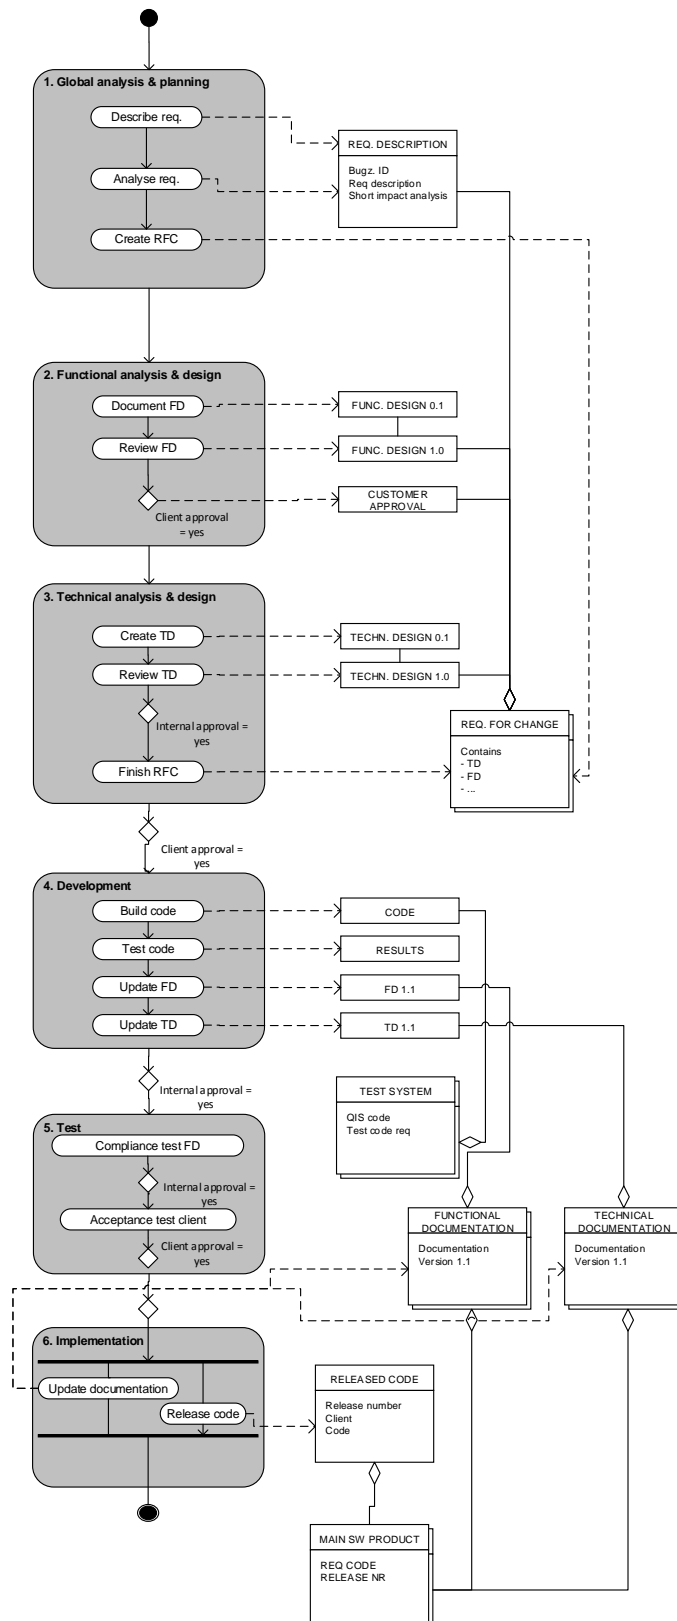 1. Global analysis & planning
Describe req.
REQ. DESCRIPTION
Bugz. ID
Req description
Short impact analysis
Analyse req.
Create RFC
2. Functional analysis & design
Document FD
FUNC. DESIGN 0.1
Review FD
FUNC. DESIGN 1.0
CUSTOMER
APPROVAL
Client approval
= yes
3. Technical analysis & design
Create TD
TECHN. DESIGN 0.1
Review TD
TECHN. DESIGN 1.0
Internal approval =
yes
REQ. FOR CHANGE
Contains
- TD
- FD
- ...
Finish RFC
Client approval =
yes
4. Development
Build code
CODE
Test code
RESULTS
Update FD
FD 1.1
Update TD
TD 1.1
Internal approval =
yes
TEST SYSTEM
QIS code
Test code req
5. Test
Compliance test FD
Internal approval =
yes
Acceptance test client
Client approval =
yes
FUNCTIONAL
DOCUMENTATION
Documentation
Version 1.1
TECHNICAL
DOCUMENTATION
Documentation
Version 1.1
6. Implementation
Update documentation
Release code
RELEASED CODE
Release number
Client
Code
MAIN SW PRODUCT
REQ CODE
RELEASE NR